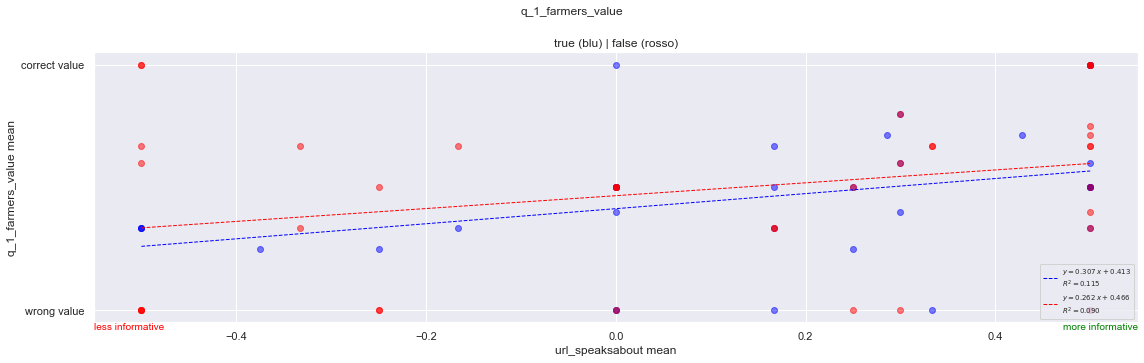 q_1_farmers_value
true (blu) | false (rosso)
correct value
q_1_farmers_value mean
wrong value
y = 0.307 x + 0.413
R² = 0.115
y = 0.262 x + 0.466
R² = 0.090
less informative
more informative
−0.4 −0.2 0.0 0.2 0.4
url_speaksabout mean